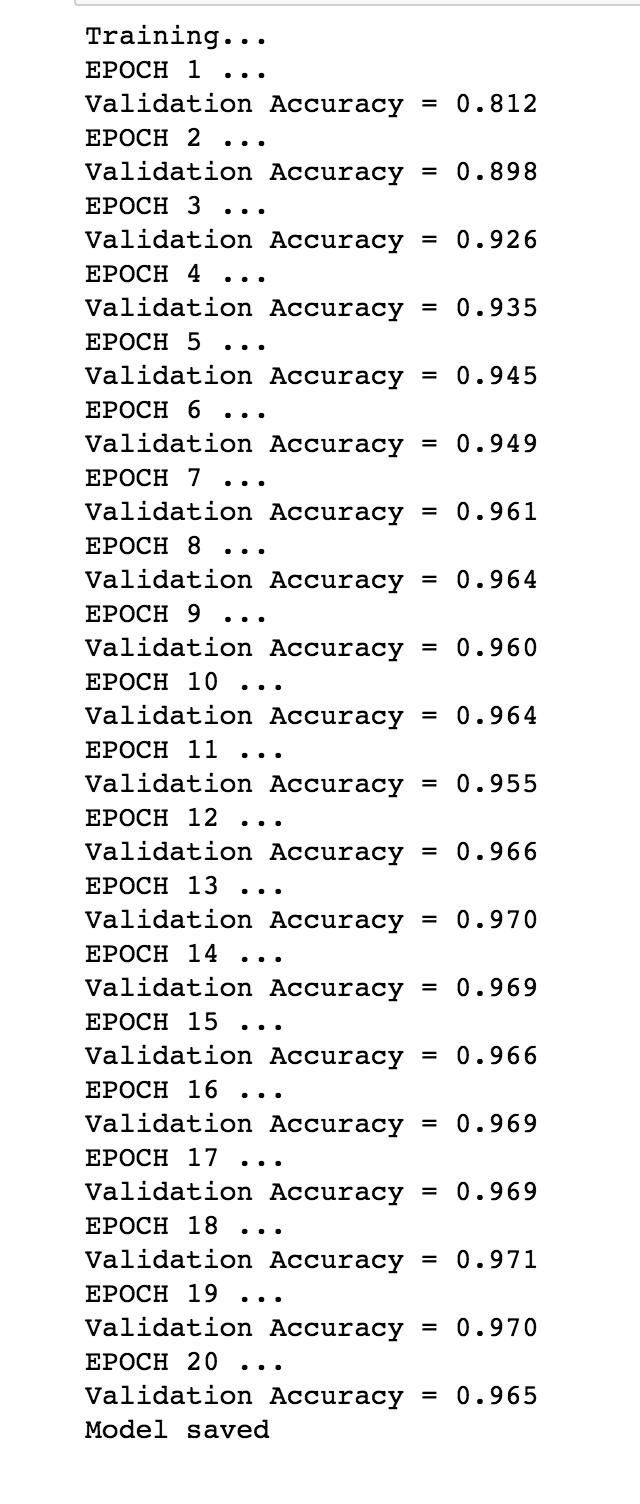 Training...
EPOCH 1 ...
Validation Accuracy = 0.812
EPOCH 2 ...
Validation Accuracy = 0.898
EPOCH 3 ...
Validation Accuracy = 0.926
EPOCH 4 ...
Validation Accuracy = 0.935
EPOCH 5 ...
Validation Accuracy = 0.945
EPOCH 6 ...
Validation Accuracy = 0.949
EPOCH 7 ...
Validation Accuracy = 0.961
EPOCH 8 ...
Validation Accuracy = 0.964
EPOCH 9 ...
Validation Accuracy = 0.960
EPOCH 10 ...
Validation Accuracy = 0.964
EPOCH 11 ...
Validation Accuracy = 0.955
EPOCH 12 ...
Validation Accuracy = 0.966
EPOCH 13 ...
Validation Accuracy = 0.970
EPOCH 14 ...
Validation Accuracy = 0.969
EPOCH 15 ...
Validation Accuracy = 0.966
EPOCH 16 ...
Validation Accuracy = 0.969
EPOCH 17 ...
Validation Accuracy = 0.969
EPOCH 18 ...
Validation Accuracy = 0.971
EPOCH 19 ...
Validation Accuracy = 0.970
EPOCH 20 ...
Validation Accuracy = 0.965
Model saved